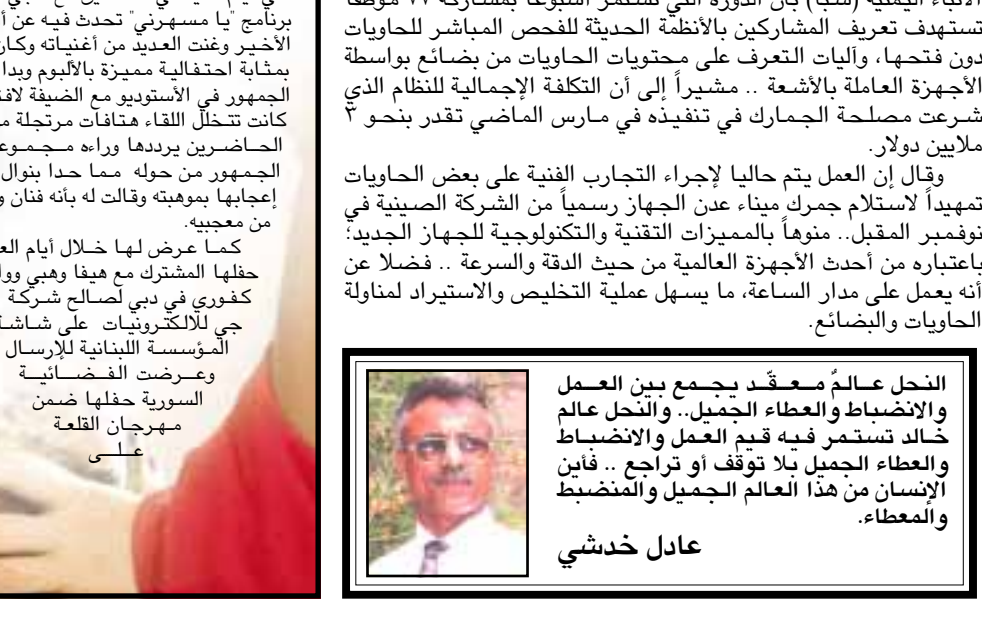 الأنباء اليمنية (سبأ) بأن الدورة التي تستمر أسبوعاً بمشاركة ٧٧ موظفاً
تستهدف تعريف المشاركين بالأنظمة الحديثة للفحص المباشر للحاويات
دون فتحها، وآليات التعرف على محتويات الحاويات من بضائع بواسطة
الأجهزة العاملة بالأشعة .. مشيراً إلى أن التكلفة الإجمالية للنظام الذي
شرعت مصلحة الجمارك في تنفيذه في مارس الماضي تقدر بنحو ٣
ملايين دولار.
وقال إن العمل يتم حاليا لإجراء التجارب الفنية على بعض الحاويات
تمهيداً لاستلام جمرك ميناء عدن الجهاز رسمياً من الشركة الصينية في
نوفمبر المقبل.. منوهاً بالمميزات التقنية والتكنولوجية للجهاز الجديد؛
باعتباره من أحدث الأجهزة العالمية من حيث الدقة والسرعة .. فضلا عن
أنه يعمل على مدار الساعة، ما يسهل عملية التخليص والاستيراد لمناولة
الحاويات والبضائع.
النحل عالمٌ معقّد يجمع بين العمل
والانضباط والعطاء الجميل.. والنحل عالم
خالد تستمر فيه قيم العمل والانضباط
والعطاء الجميل بلا توقف أو تراجع .. فأين
الإنسان من هذا العالم الجميل والمنضبط
والمعطاء.
عادل خدشي
برنامج "يا مسهرني" تحدث فيه عن
الأخير وغنت العديد من أغنياته وكان
بمثابة احتفالية مميزة بالألبوم وبدا
الجمهور في الأستوديو مع الضيفة
كانت تتخلل اللقاء هتافات مرتجلة
الحاضرين يرددها وراءه
الجمهور من حوله مما حدا بنوال
إعجابها بموهبته وقالت له بأنه فنان
من معجبيه.
كما عرض لها خلال أيام
حفلها المشترك مع هيفا وهبي
كفوري في دبي لصالح شركة
جي للالكترونيات على
المؤسسة اللبنانية للإرسال
وعرضت الفضائية
السورية حفلها ضمن
مهرجان القلعة
على